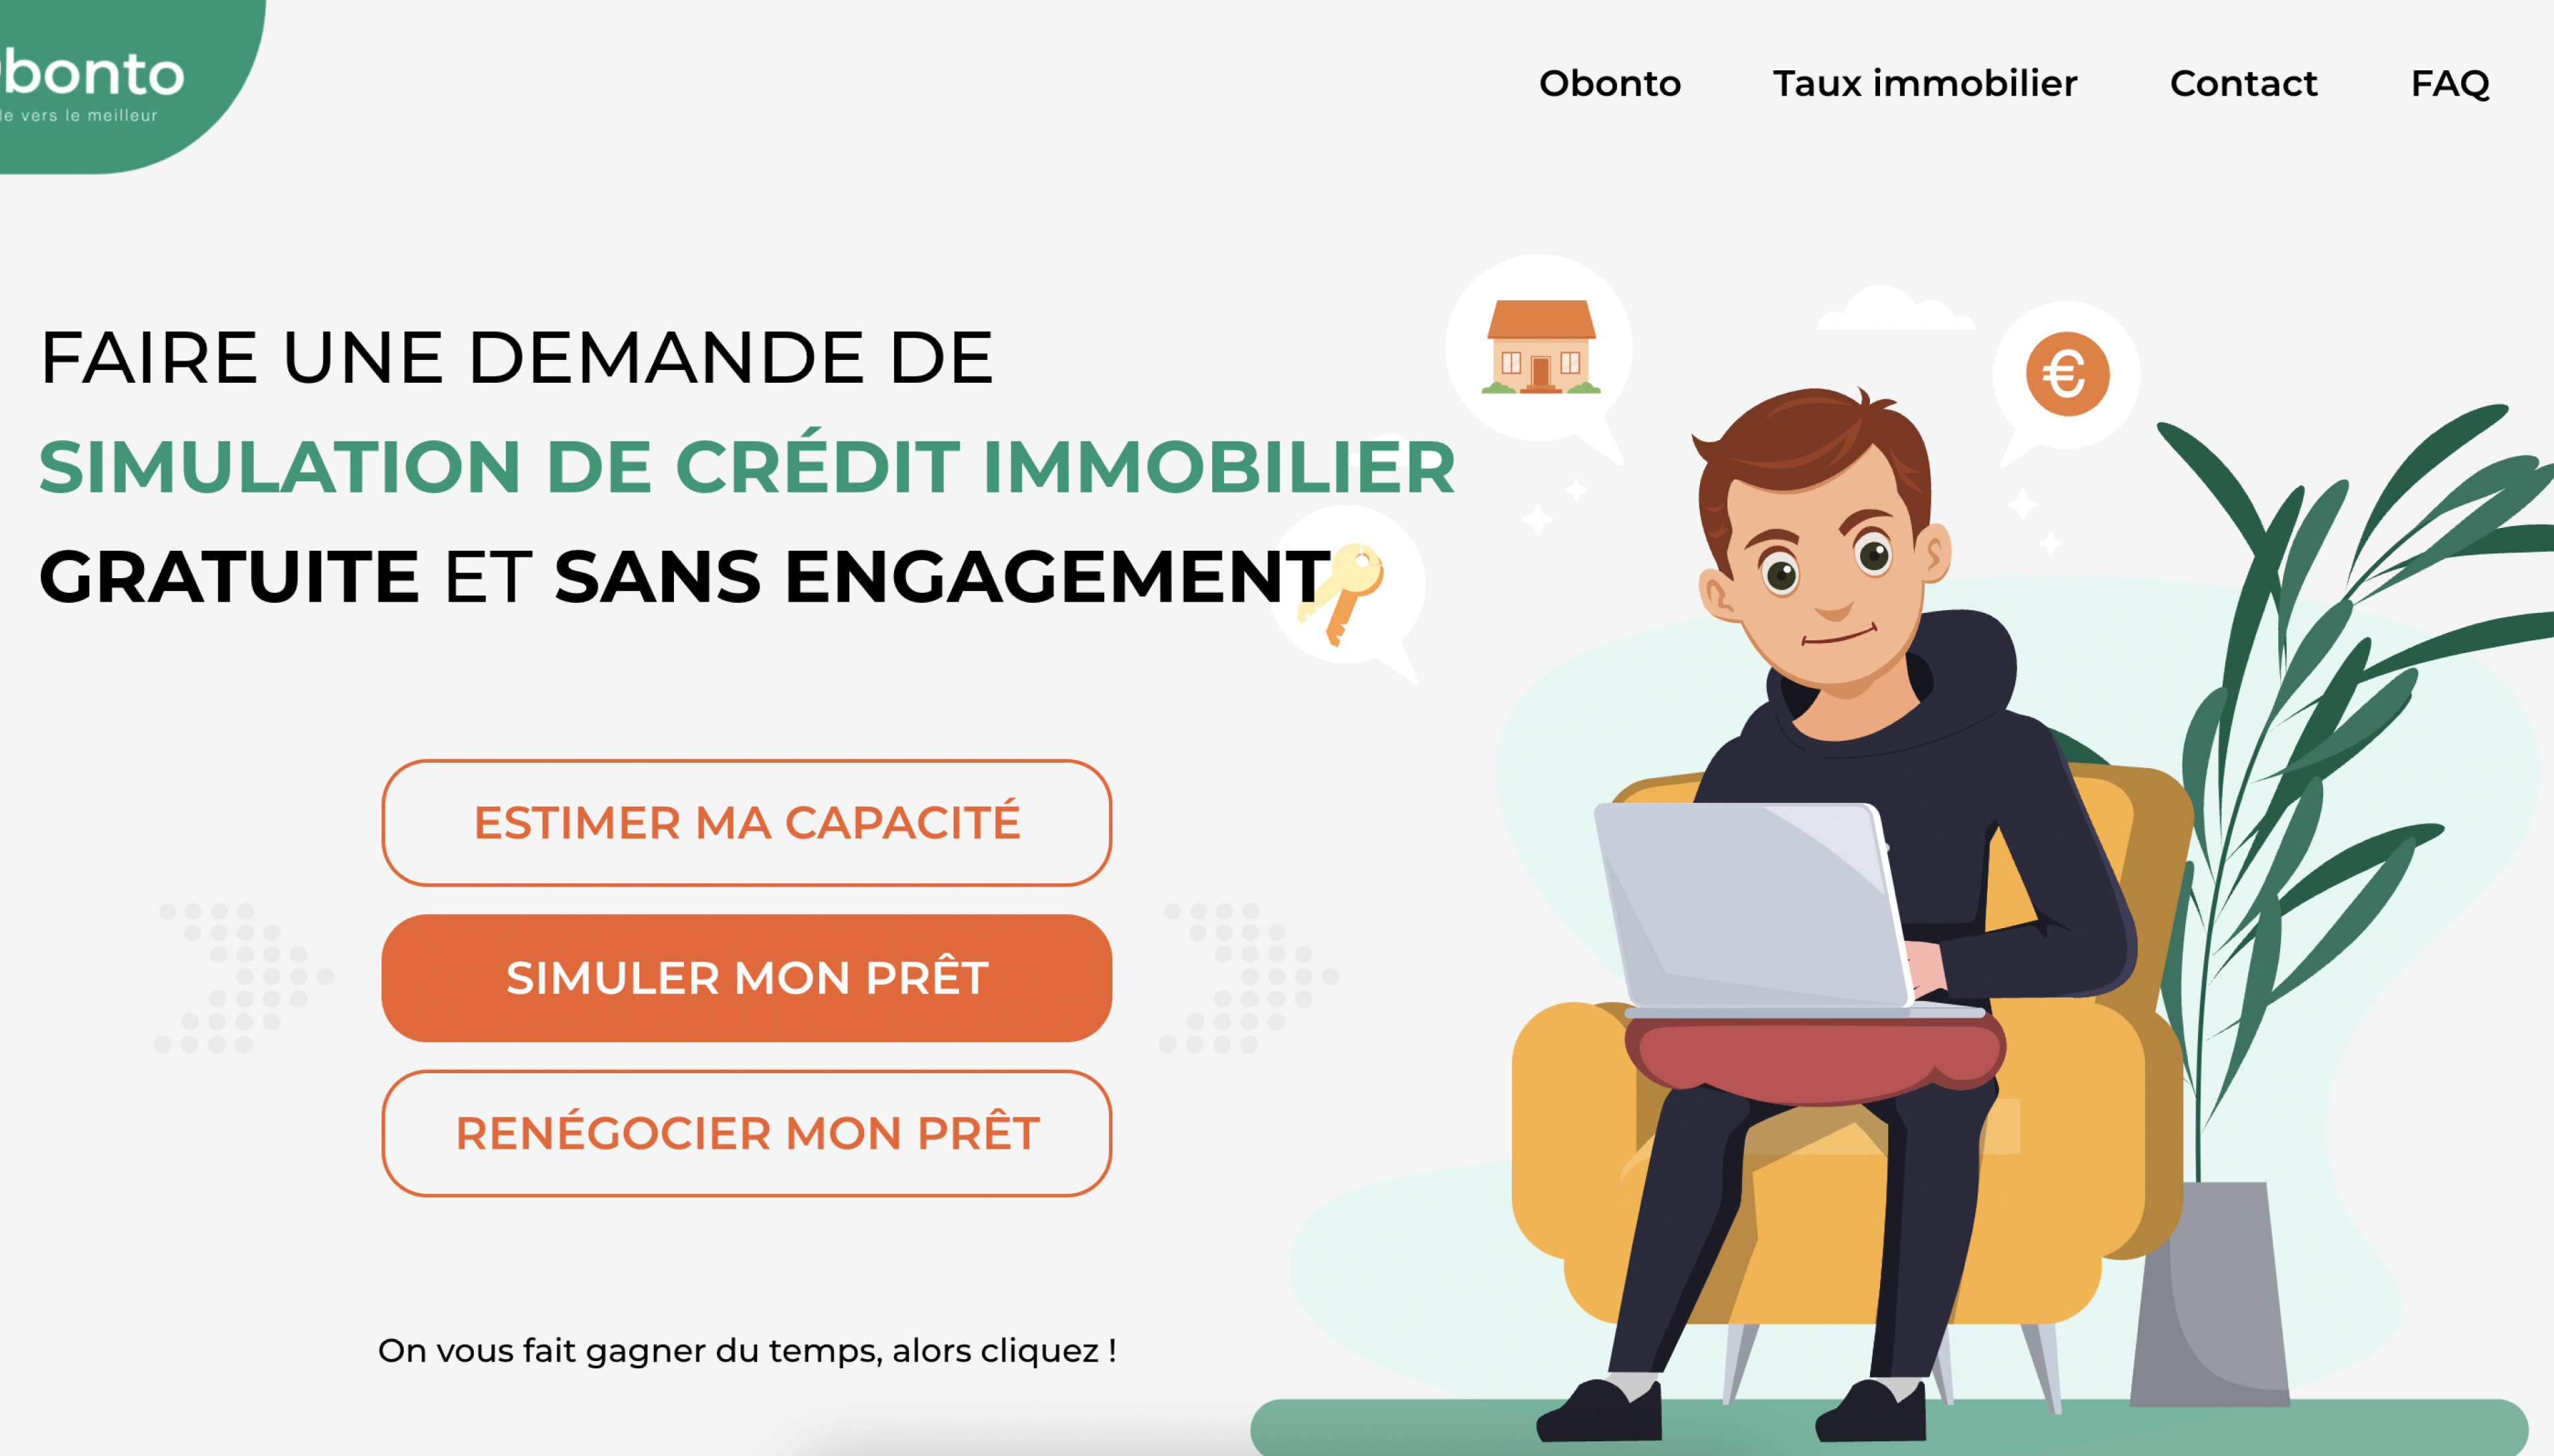 bonto
vers le meilleur
Obonto Taux immobilier Contact FAQ
FAIRE UNE DEMANDE DE
SIMULATION DE CRÉDIT IMMOBILIER
GRATUITE ET SANS ENGAGEMENT
€
ESTIMER MA CAPACITÉ
SIMULER MON PRÊT
RENÉGOCIER MON PRÊT
On vous fait gagner du temps, alors cliquez !